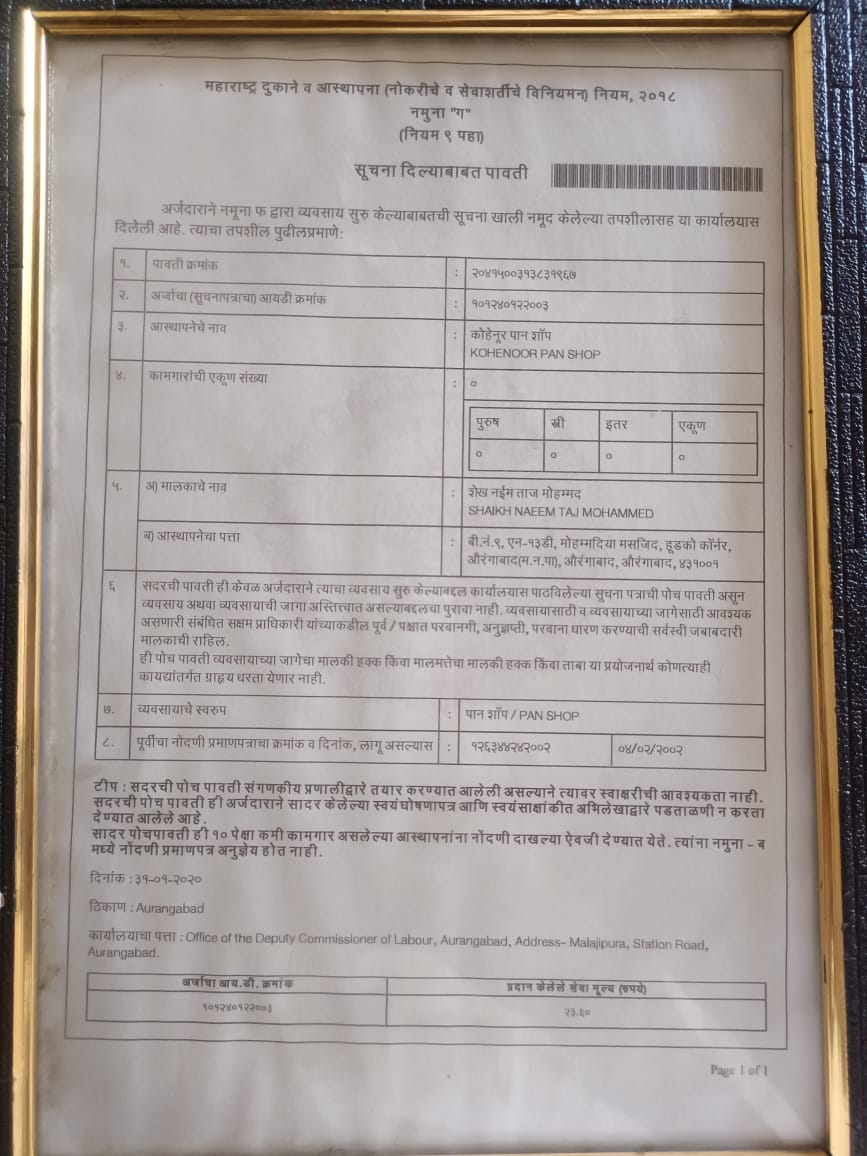 महाराष्ट्र दुकाने व आस्थापना (नोकरीचे व सेवाशर्तीचे विनियमन) नियम, २०१८
नमुना "ग"
(नियम ९ पहा)
सूचना दिल्याबाबत पावती
अर्जदाराने नमूना फ द्वारा व्यवसाय सुरु केल्याबाबतची सूचना खाली नमूद केलेल्या तपशीलासह या कार्यालयास
दिलेली आहे. त्याचा तपशील पुढीलप्रमाणे:
१. पावती क्रमांक : २०४१५००३१३८३१९६७
२. अर्जाचा (सूचनापत्राचा) आयडी क्रमांक : १०१२४०१२२००३
३. आस्थापनेचे नाव : कोहेनूर पान शॉप
KOHENOOR PAN SHOP
४. कामगारांची एकूण संख्या : ०
पुरुष स्त्री इतर एकूण
० ० ० ०
५. अ) मालकाचे नाव : शेख नईम ताज मोहम्मद
SHAIKH NAEEM TAJ MOHAMMED
ब) आस्थापनेचा पत्ता : बी.नं.९, एन-१३डी, मोहम्मदिया मसजिद, हूडको कॉर्नर,
औरंगाबाद(म.न.पा), औरंगाबाद, औरंगाबाद, ४३१००१
६ सदरची पावती ही केवळ अर्जदाराने त्याचा व्यवसाय सुरु केल्याबद्दल कार्यालयास पाठविलेल्या सूचना पत्राची पोच पावती असून
व्यवसाय अथवा व्यवसायाची जागा अस्तित्वात असल्याबद्दलचा पुरावा नाही. व्यवसायासाठी व व्यवसायाच्या जागेसाठी आवश्यक
असणारी संबंधित सक्षम प्राधिकारी यांच्याकडील पूर्व / पश्चात परवानगी, अनुज्ञप्ती, परवाना धारण करण्याची सर्वस्वी जबाबदारी
मालकाची राहिल.
ही पोच पावती व्यवसायाच्या जागेचा मालकी हक्क किंवा मालमत्तेचा मालकी हक्क किंवा ताबा या प्रयोजनार्थ कोणत्याही
कायद्यांतर्गत ग्राह्य धरता येणार नाही.
७. व्यवसायाचे स्वरुप : पान शॉप / PAN SHOP
८. पूर्वीचा नोंदणी प्रमाणपत्राचा क्रमांक व दिनांक, लागू असल्यास : १२६३४४२४२००२ ०४/०२/२००२
टीप : सदरची पोच पावती संगणकीय प्रणालीद्वारे तयार करण्यात आलेली असल्याने त्यावर स्वाक्षरीची आवश्यकता नाही.
सदरची पोच पावती ही अर्जदाराने सादर केलेल्या स्वयंघोषणापत्र आणि स्वयंसाक्षांकीत अभिलेखाद्वारे पडताळणी न करता
देण्यात आलेले आहे.
सादर पोचपावती ही १० पेक्षा कमी कामगार असलेल्या आस्थापनांना नोंदणी दाखल्या ऐवजी देण्यात येते. त्यांना नमुना - ब
मध्ये नोंदणी प्रमाणपत्र अनुज्ञेय होत नाही.
दिनांक : ३१-०१-२०२०
ठिकाण : Aurangabad
कार्यालयाचा पत्ता : Office of the Deputy Commissioner of Labour, Aurangabad, Address- Malajipura, Station Road,
Aurangabad.
अर्जाचा आय.डी. क्रमांक प्रदान केलेले सेवा मूल्य (रुपये)
१०१२४०१२२००३ २३.६०
Page 1 of 1